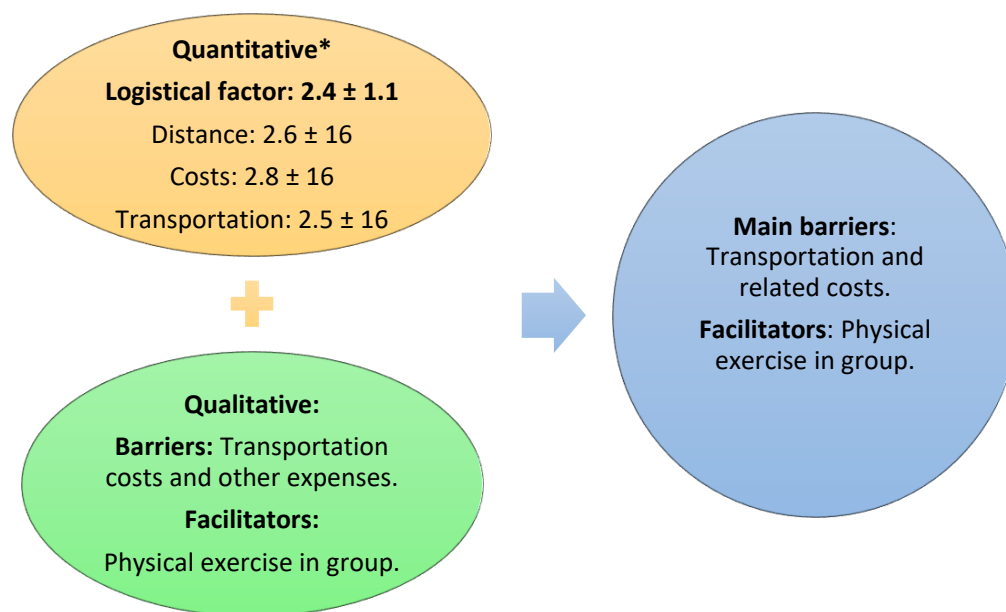 Quantitative*
Logistical factor: 2.4 ± 1.1
Distance: 2.6 ± 16
Costs: 2.8 ± 16
Transportation: 2.5 ± 16
Qualitative:
Barriers: Transportation
costs and other expenses.
Facilitators:
Physical exercise in group.
Main barriers:
Transportation and
related costs.
Facilitators: Physical
exercise in group.